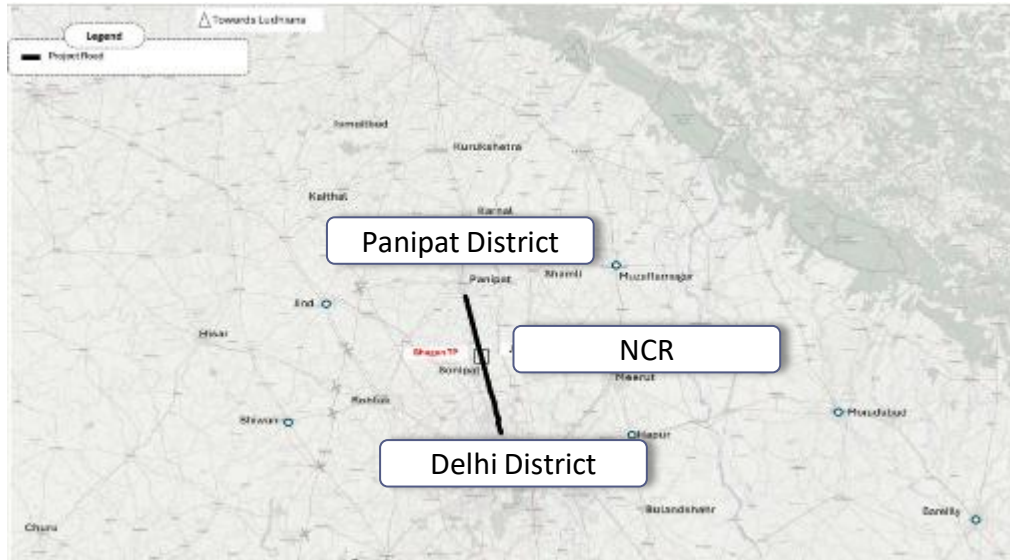 Towards Ludhiana
Legend
Project Road
Ismailbad
Kurukshetra
Kaithal
Karnal
Panipat District
Panipat
Shamli
Muzaffarnagar
Jind
Hisar
Bhagan TP
NCR
Sonipat
Meerut
Rohtak
Bhiwani
Moradabad
Hapur
Delhi District
Bulandshahr
Bareilly
Churu